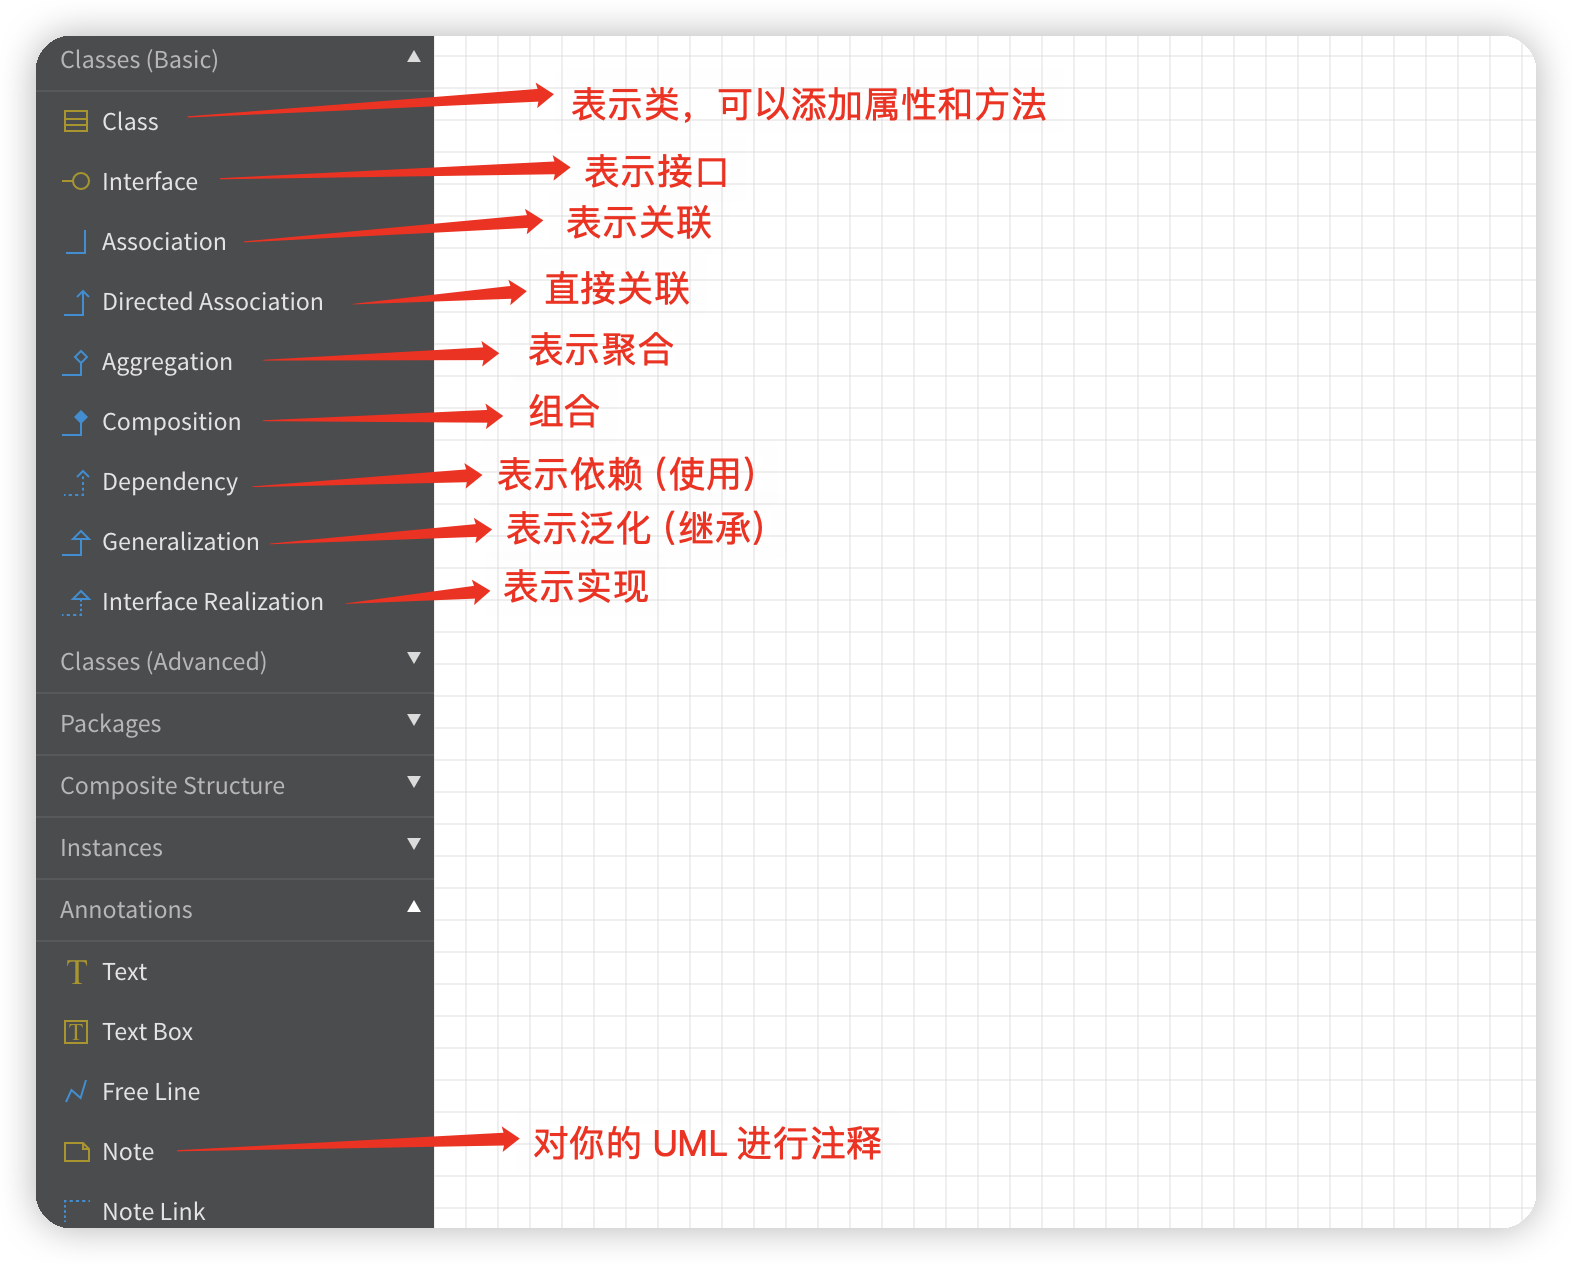 Classes (Basic)
Class
表示类，可以添加属性和方法
Interface
表示接口
Association
表示关联
Directed Association
直接关联
Aggregation
表示聚合
Composition
组合
Dependency
表示依赖 (使用)
Generalization
表示泛化 (继承)
Interface Realization
表示实现
Classes (Advanced)
Packages
Composite Structure
Instances
Annotations
T Text
T Text Box
Free Line
Note
对你的 UML 进行注释
Note Link